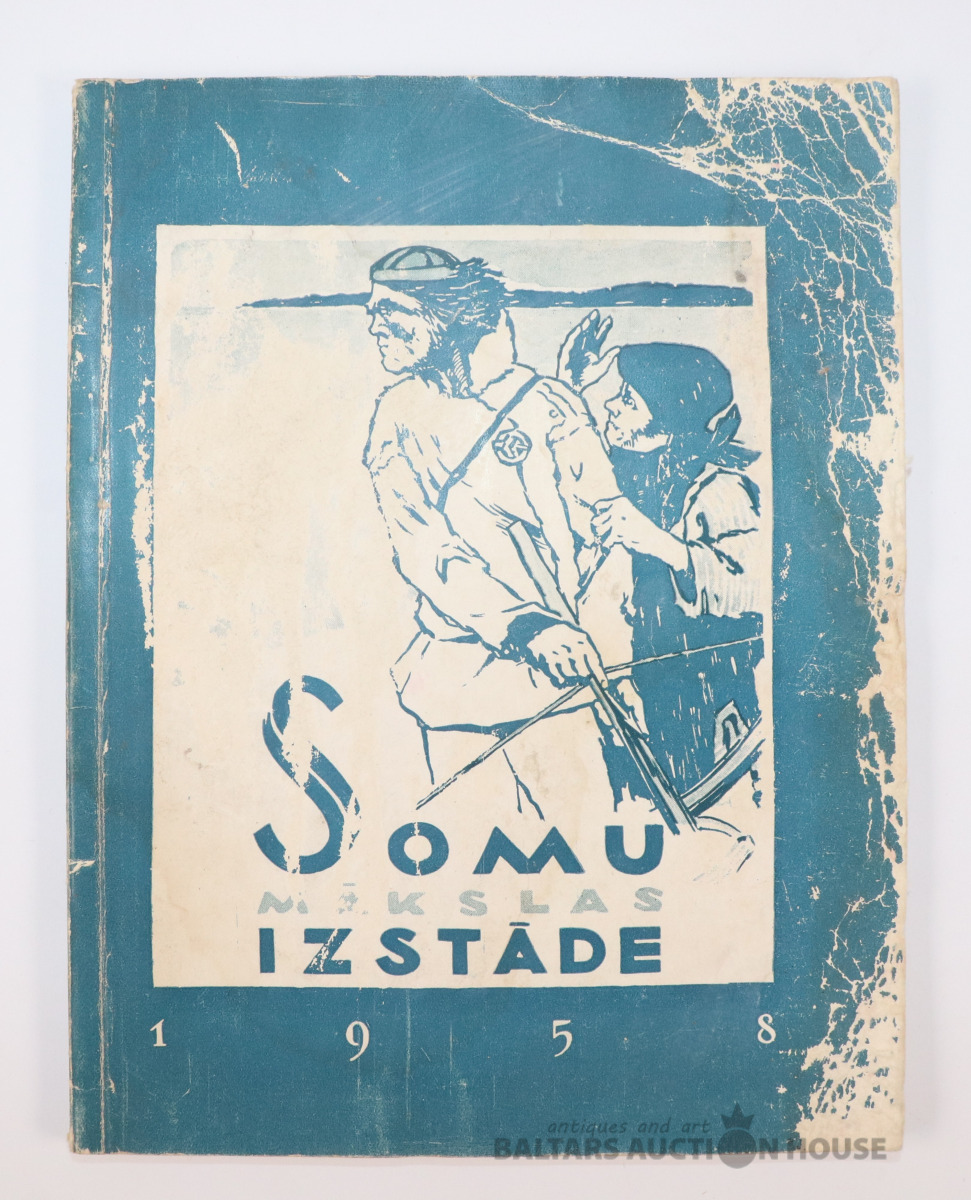 SOMU
MĀKSLAS
IZSTĀDE
1 9 5 8
antiques and art
BALTARS AUCTION HOUSE